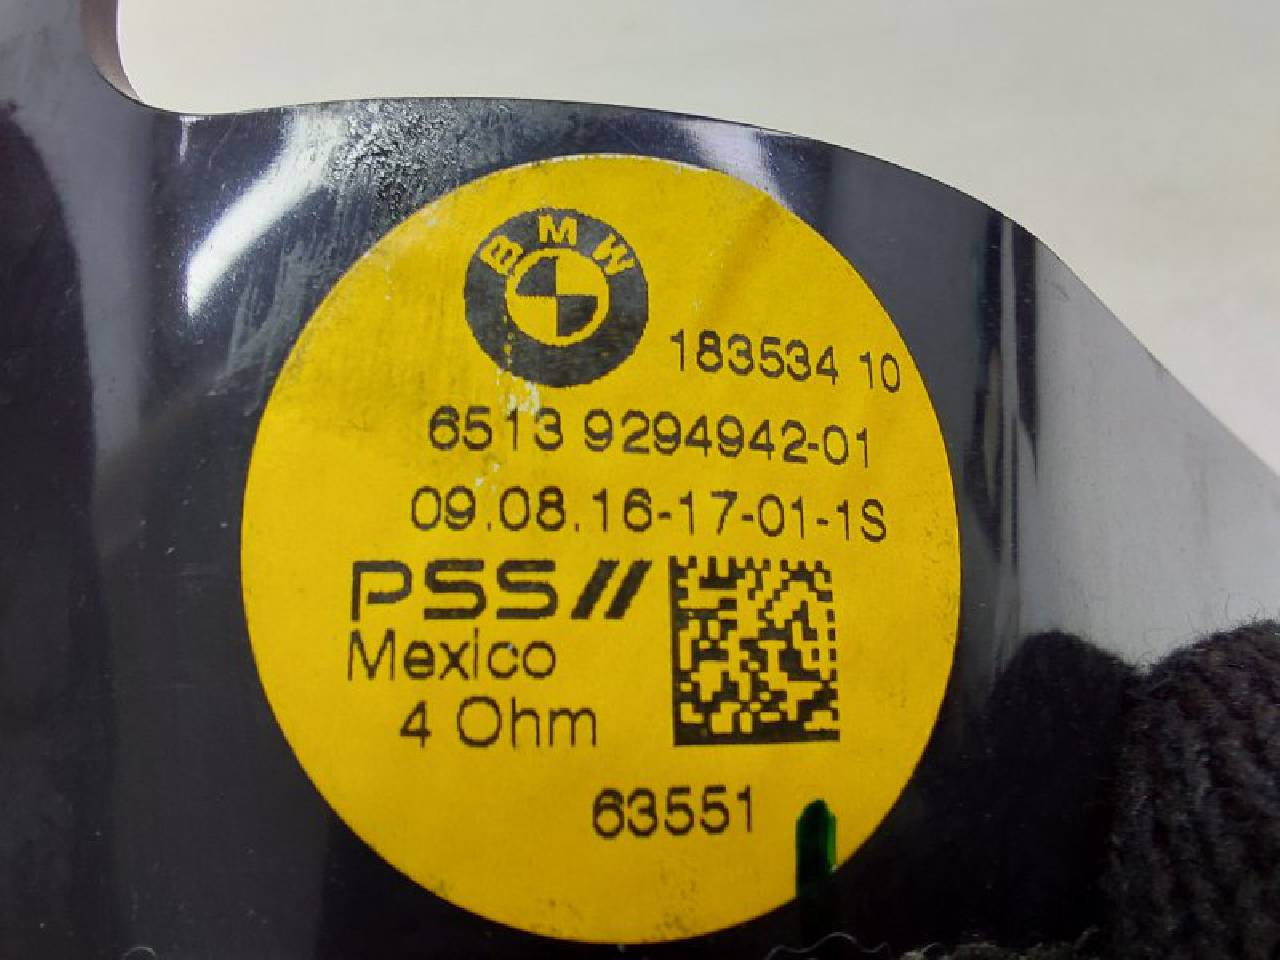 BMW
183534 10
6513 9294942-01
09.08.16-17-01-1S
PSS//
Mexico
4 Ohm
63551